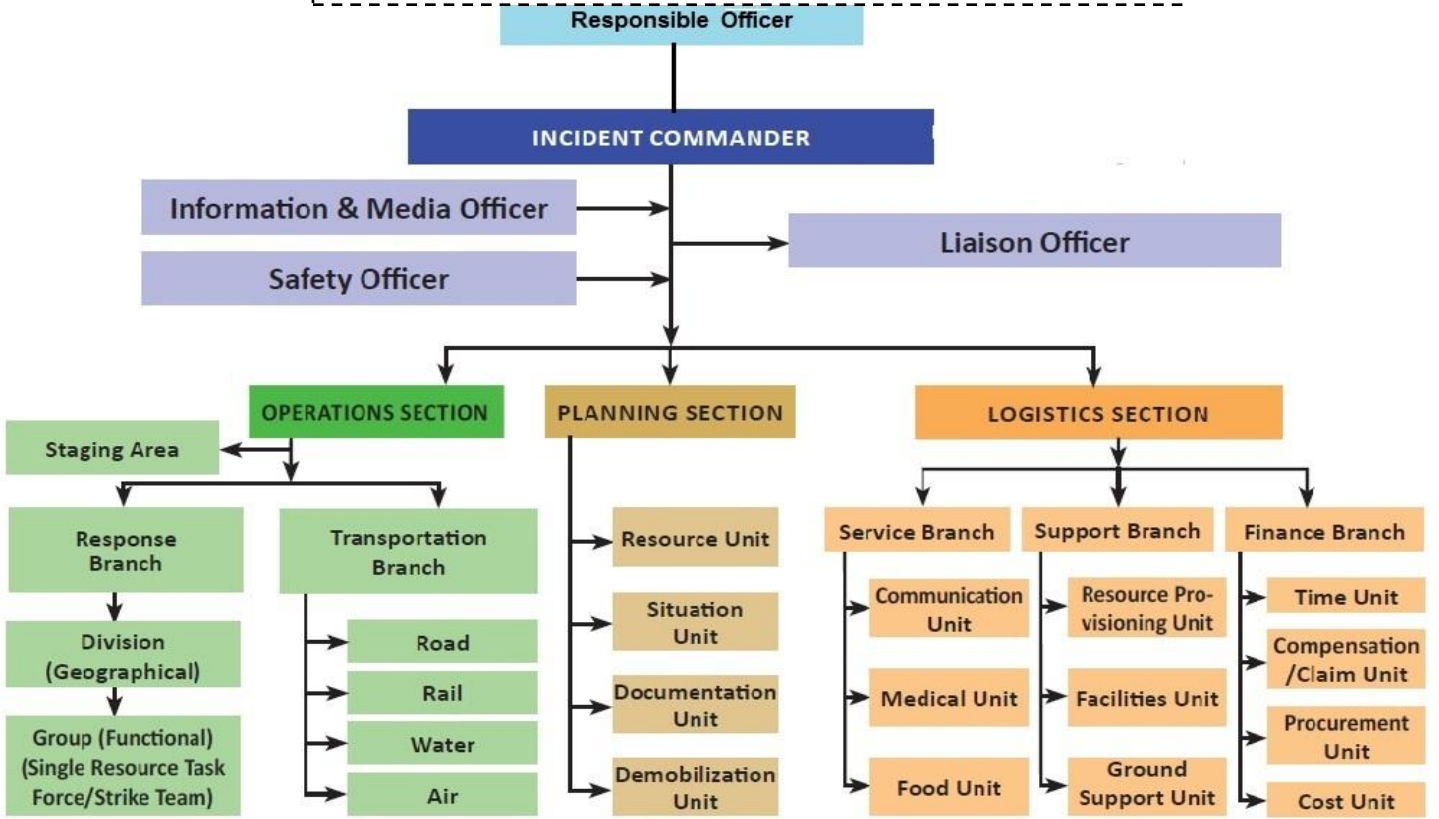 Responsible Officer
INCIDENT COMMANDER
Information & Media Officer
Liaison Officer
Safety Officer
OPERATIONS SECTION
PLANNING SECTION
LOGISTICS SECTION
Staging Area
Response
Branch
Transportation
Branch
Division
(Geographical)
Group (Functional)
(Single Resource Task
Force/Strike Team)
Road
Rail
Water
Air
Resource Unit
Situation
Unit
Documentation
Unit
Demobilization
Unit
Service Branch
Communication
Unit
Medical Unit
Food Unit
Support Branch
Resource Pro-
visioning Unit
Facilities Unit
Ground
Support Unit
Finance Branch
Time Unit
Compensation
/Claim Unit
Procurement
Unit
Cost Unit